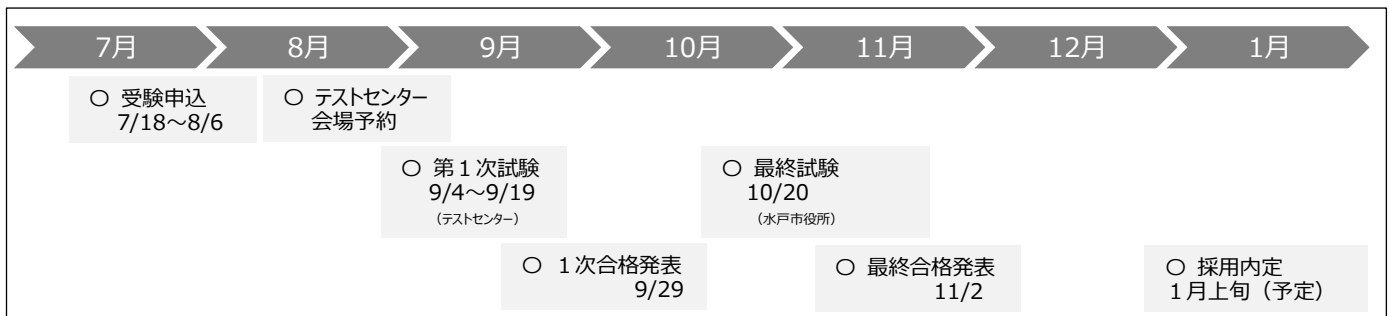 7月 8月 9月 10月 11月 12月 1月
○ 受験申込
7/18～8/6
○ テストセンター
会場予約
○ 第１次試験
9/4～9/19
（テストセンター）
○ 最終試験
10/20
（水戸市役所）
○ １次合格発表
9/29
○ 最終合格発表
11/2
○ 採用内定
１月上旬（予定）